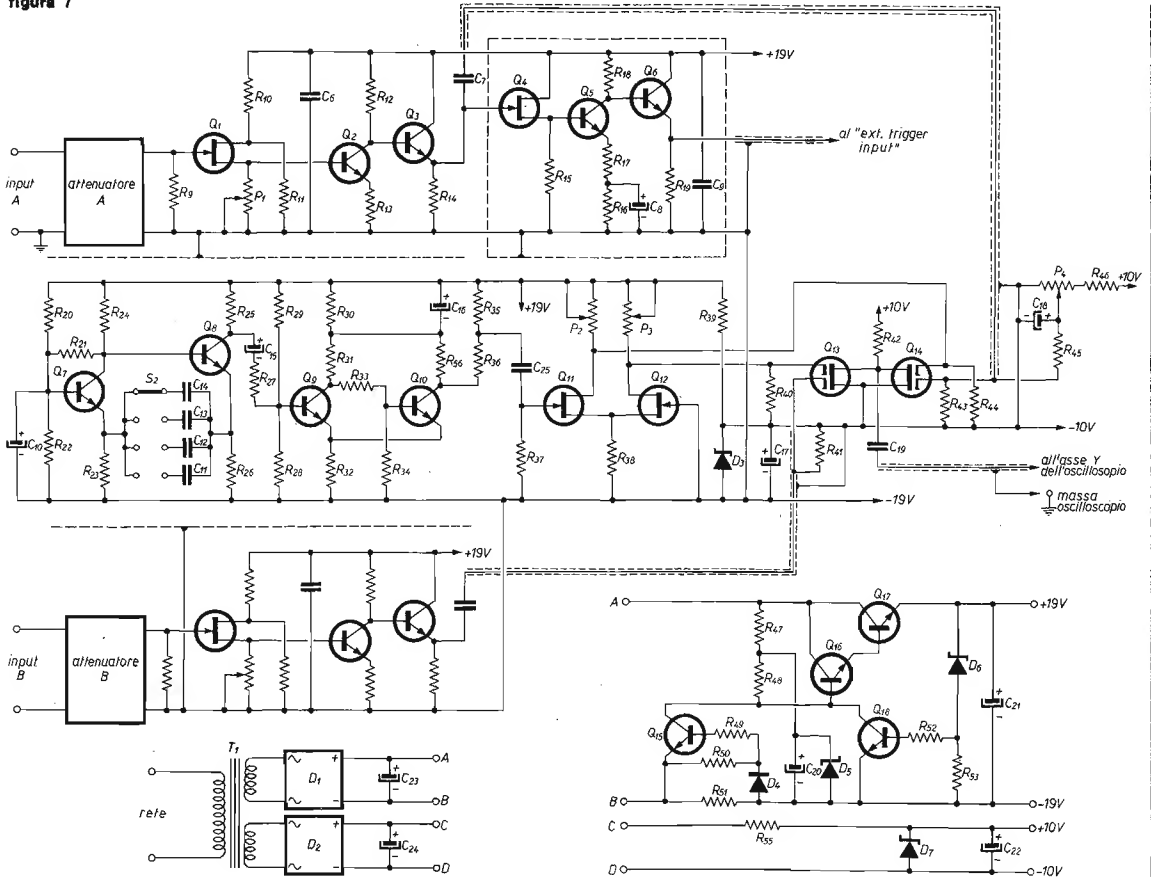 figura 7
C7
R10
C6
R12
Q1
Q2
Q3
Q4
R18
Q5
Q6
+19V
al "ext. trigger
input"
input
A
attenuatore
A
R9
P1
R11
R13
R14
R15
R17
R16
C8
R19
C9
R20
R24
R21
Q7
C10
R22
R23
S2
C14
C13
C12
C11
Q8
R25
C15
R27
R26
R29
R28
R30
R31
R33
Q9
Q10
R32
R34
C16
R56
R35
R36
+19V
C25
R37
P2
P3
Q11
Q12
R38
R39
D3
R40
C17
R41
Q13
Q14
+10V
R42
R43
R44
C19
C18
P4
R46
+10V
R45
-10V
all'asse Y
dell'oscillosopio
massa
oscilloscopio
-19V
+19V
input
B
attenuatore
B
rete
T1
D1
D2
C23
C24
A
B
C
D
A
R47
R48
Q16
Q17
+19V
D6
C21
Q15
R49
R50
R51
D4
C20
D5
Q18
R52
R53
B
-19V
C
R55
D7
C22
+10V
D
-10V